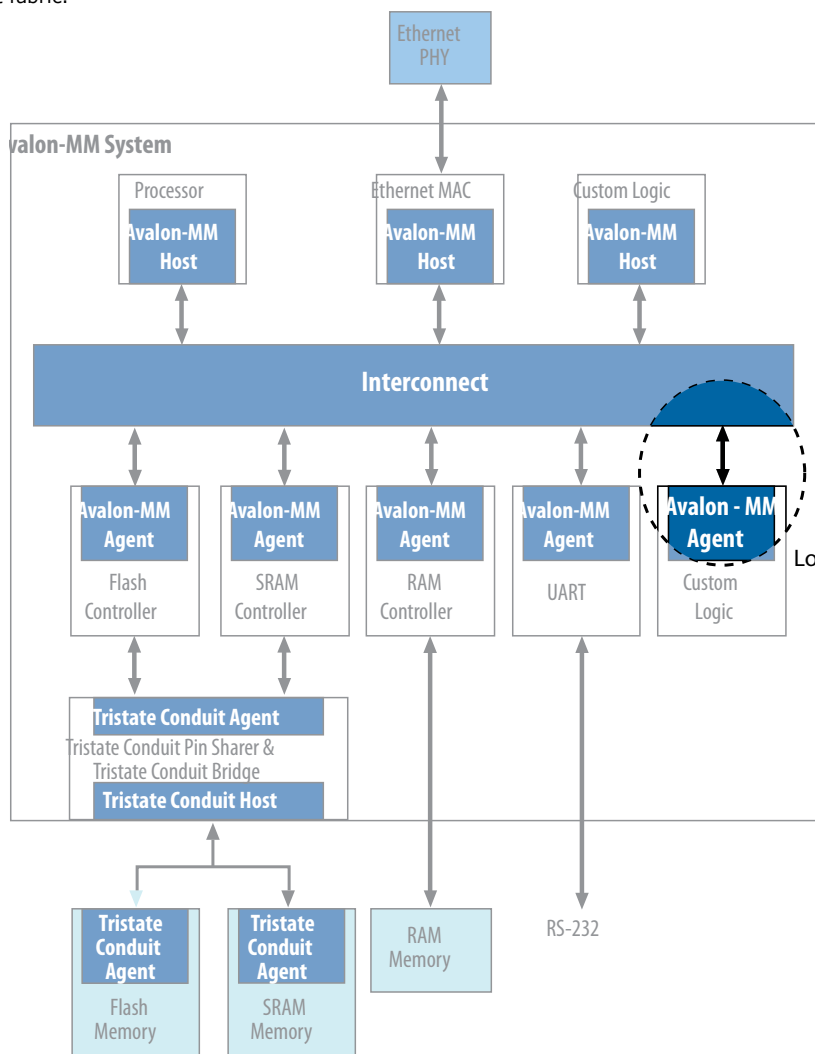 fabric.
Ethernet
PHY
valon-MM System
Processor
Avalon-MM
Host
Ethernet MAC
Avalon-MM
Host
Custom Logic
Avalon-MM
Host
Interconnect
Avalon-MM
Agent
Flash
Controller
Avalon-MM
Agent
SRAM
Controller
Avalon-MM
Agent
RAM
Controller
Avalon-MM
Agent
UART
Avalon - MM
Agent
Custom
Logic
Lo
Tristate Conduit Agent
Tristate Conduit Pin Sharer &
Tristate Conduit Bridge
Tristate Conduit Host
Tristate
Conduit
Agent
Flash
Memory
Tristate
Conduit
Agent
SRAM
Memory
RAM
Memory
RS-232